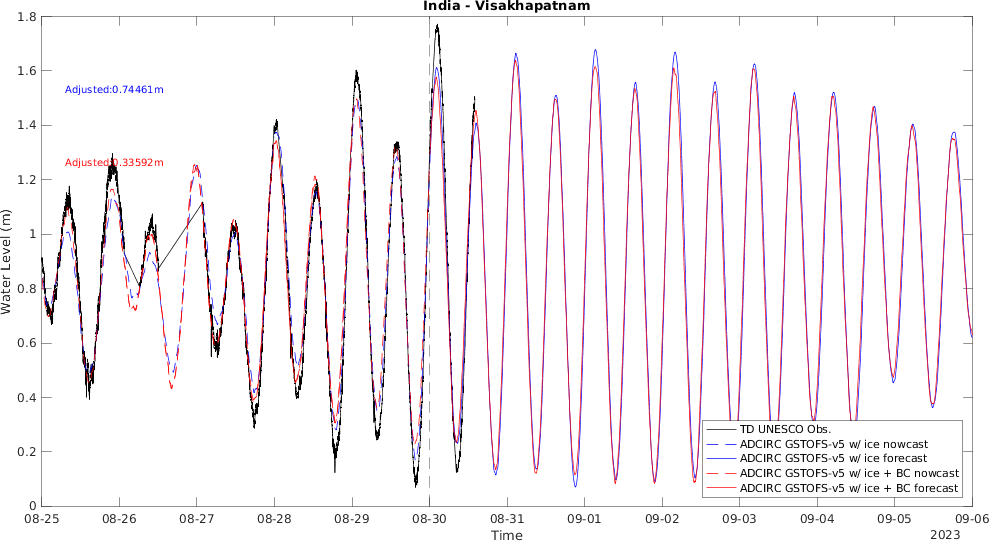 India - Visakhapatnam
1.8
1.6
1.4
1.2
1
0.8
0.6
0.4
0.2
0
Water Level (m)
Adjusted:0.74461m
Adjusted:0.33592m
TD UNESCO Obs.
ADCIRC GSTOFS-v5 w/ ice nowcast
ADCIRC GSTOFS-v5 w/ ice forecast
ADCIRC GSTOFS-v5 w/ ice + BC nowcast
ADCIRC GSTOFS-v5 w/ ice + BC forecast
08-25 08-26 08-27 08-28 08-29 08-30 08-31 09-01 09-02 09-03 09-04 09-05 09-06
Time
2023